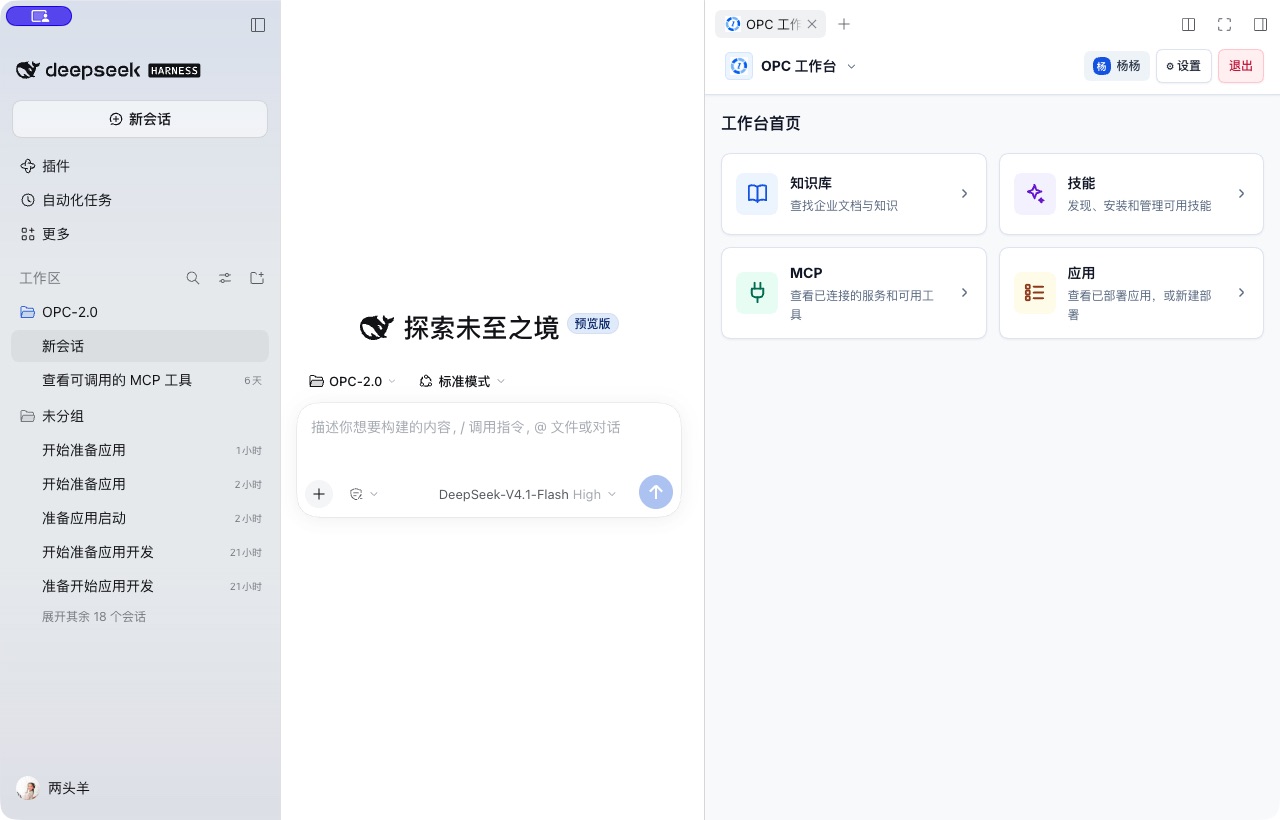 deepseek HARNESS
新会话
插件
自动化任务
更多
工作区
OPC-2.0
新会话
查看可调用的 MCP 工具 6天
未分组
开始准备应用 1小时
开始准备应用 2小时
准备应用启动 2小时
开始准备应用开发 21小时
准备开始应用开发 21小时
展开其余 18 个会话
两头羊
探索未至之境 预览版
OPC-2.0 标准模式
描述你想要构建的内容, / 调用指令, @ 文件或对话
DeepSeek-V4.1-Flash High
OPC 工作
OPC 工作台
杨 杨杨 设置 退出
工作台首页
知识库
查找企业文档与知识
技能
发现、安装和管理可用技能
MCP
查看已连接的服务和可用工
具
应用
查看已部署应用，或新建部
署